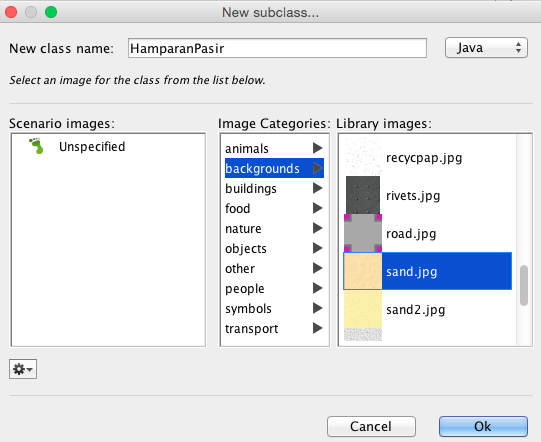 New subclass...
New class name: HamparanPasir Java
Select an image for the class from the list below.
Scenario images:
Unspecified
Image Categories:
animals
backgrounds
buildings
food
nature
objects
other
people
symbols
transport
Library images:
recycpap.jpg
rivets.jpg
road.jpg
sand.jpg
sand2.jpg
Cancel Ok